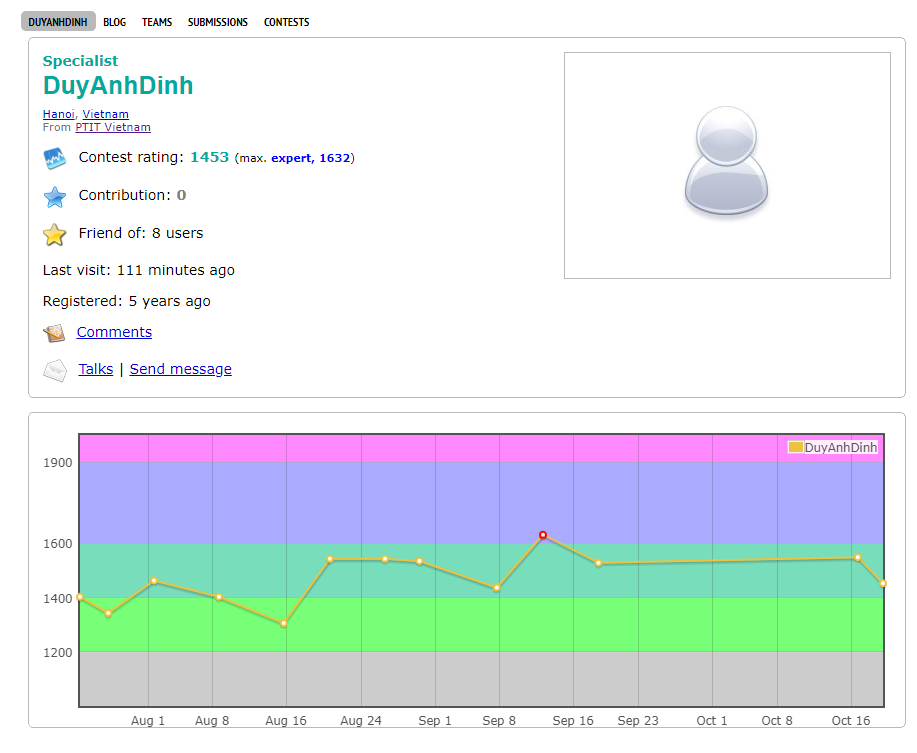 DUYANHDINH BLOG TEAMS SUBMISSIONS CONTESTS
Specialist
DuyAnhDinh
Hanoi, Vietnam
From PTIT Vietnam
Contest rating: 1453 (max. expert, 1632)
Contribution: 0
Friend of: 8 users
Last visit: 111 minutes ago
Registered: 5 years ago
Comments
Talks | Send message
DuyAnhDinh
1900
1600
1400
1200
Aug 1 Aug 8 Aug 16 Aug 24 Sep 1 Sep 8 Sep 16 Sep 23 Oct 1 Oct 8 Oct 16